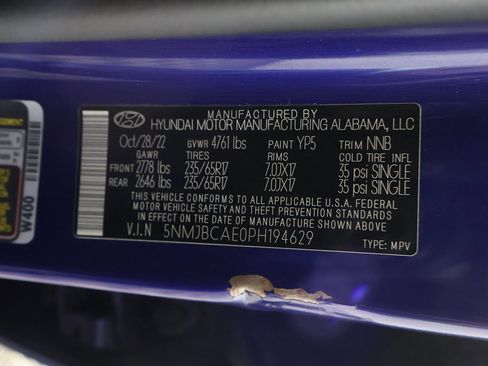 MANUFACTURED BY
HYUNDAI MOTOR MANUFACTURING ALABAMA, LLC
Oct/28/22 GVWR 4761 lbs PAINT YP5 TRIM NNB
GAWR TIRES RIMS COLD TIRE INFL
FRONT 2778 lbs 235/65R17 7.0JX17 35 psi SINGLE
REAR 2646 lbs 235/65R17 7.0JX17 35 psi SINGLE
THIS VEHICLE CONFORMS TO ALL APPLICABLE U.S.A. FEDERAL
MOTOR VEHICLE SAFETY AND THEFT PREVENTION STANDARDS
IN EFFECT ON THE DATE OF MANUFACTURE SHOWN ABOVE
V.I.N 5NMJBCAE0PH194629 TYPE: MPV
W400